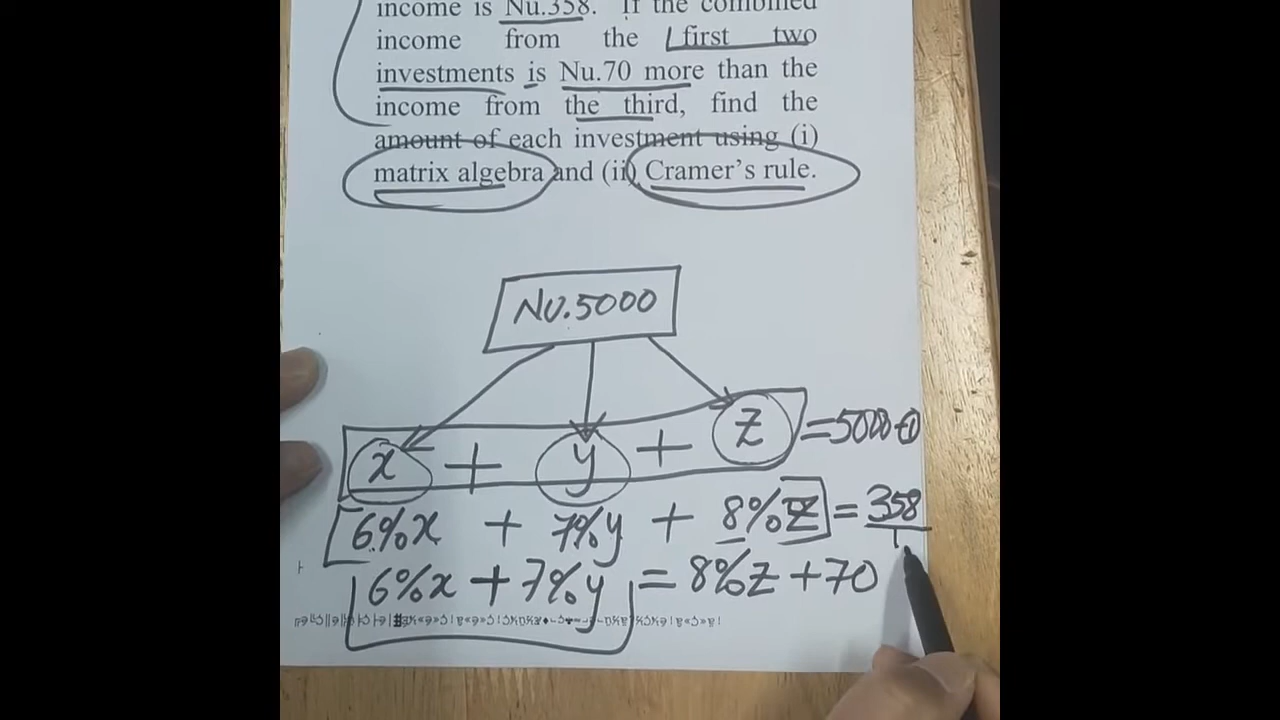 income is Nu.358. If the combined
income from the first two
investments is Nu.70 more than the
income from the third, find the
amount of each investment using (i)
matrix algebra and (ii) Cramer's rule.
Nu.5000
x + y + z = 5000-①
6%x + 7%y + 8%z = 358
6%x + 7%y = 8%z + 70